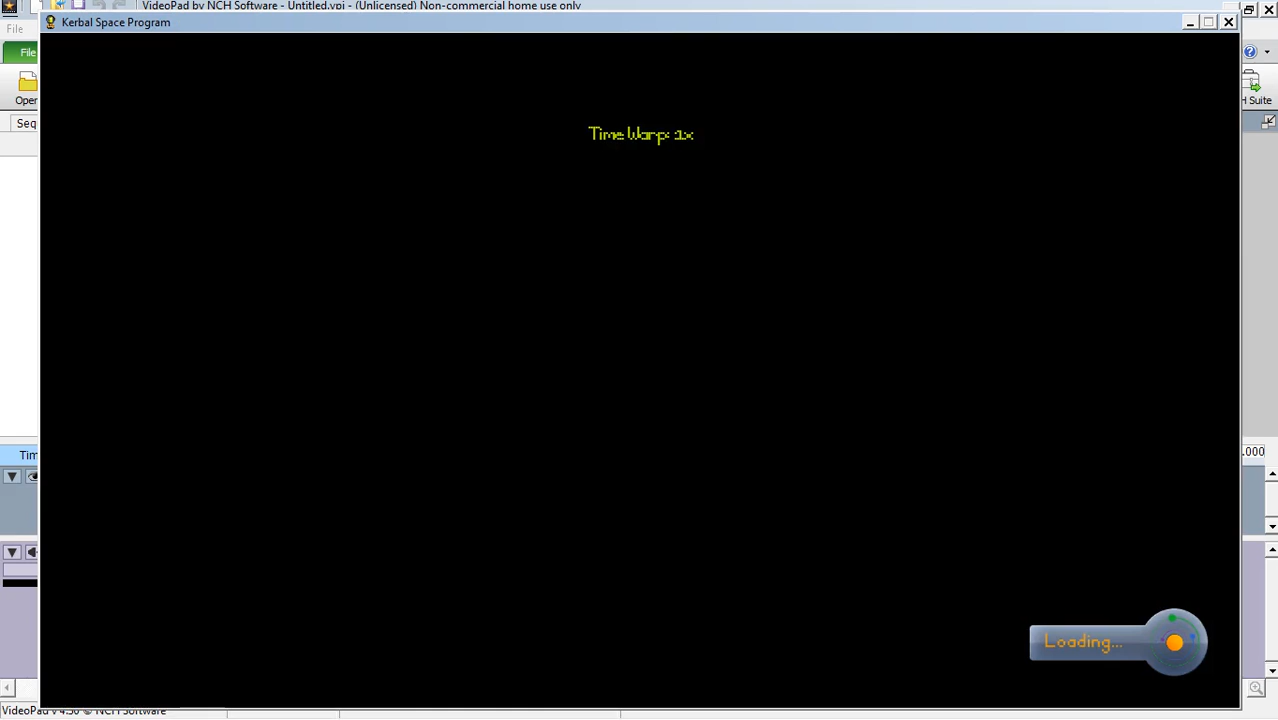 VideoPad by NCH Software - Untitled.vpj - (Unlicensed) Non-commercial home use only
Kerbal Space Program
File
File
Open
H Suite
Seq
Time Warp: 1x
Tim
.000
Loading...
VideoPad v 4.30 © NCH Software